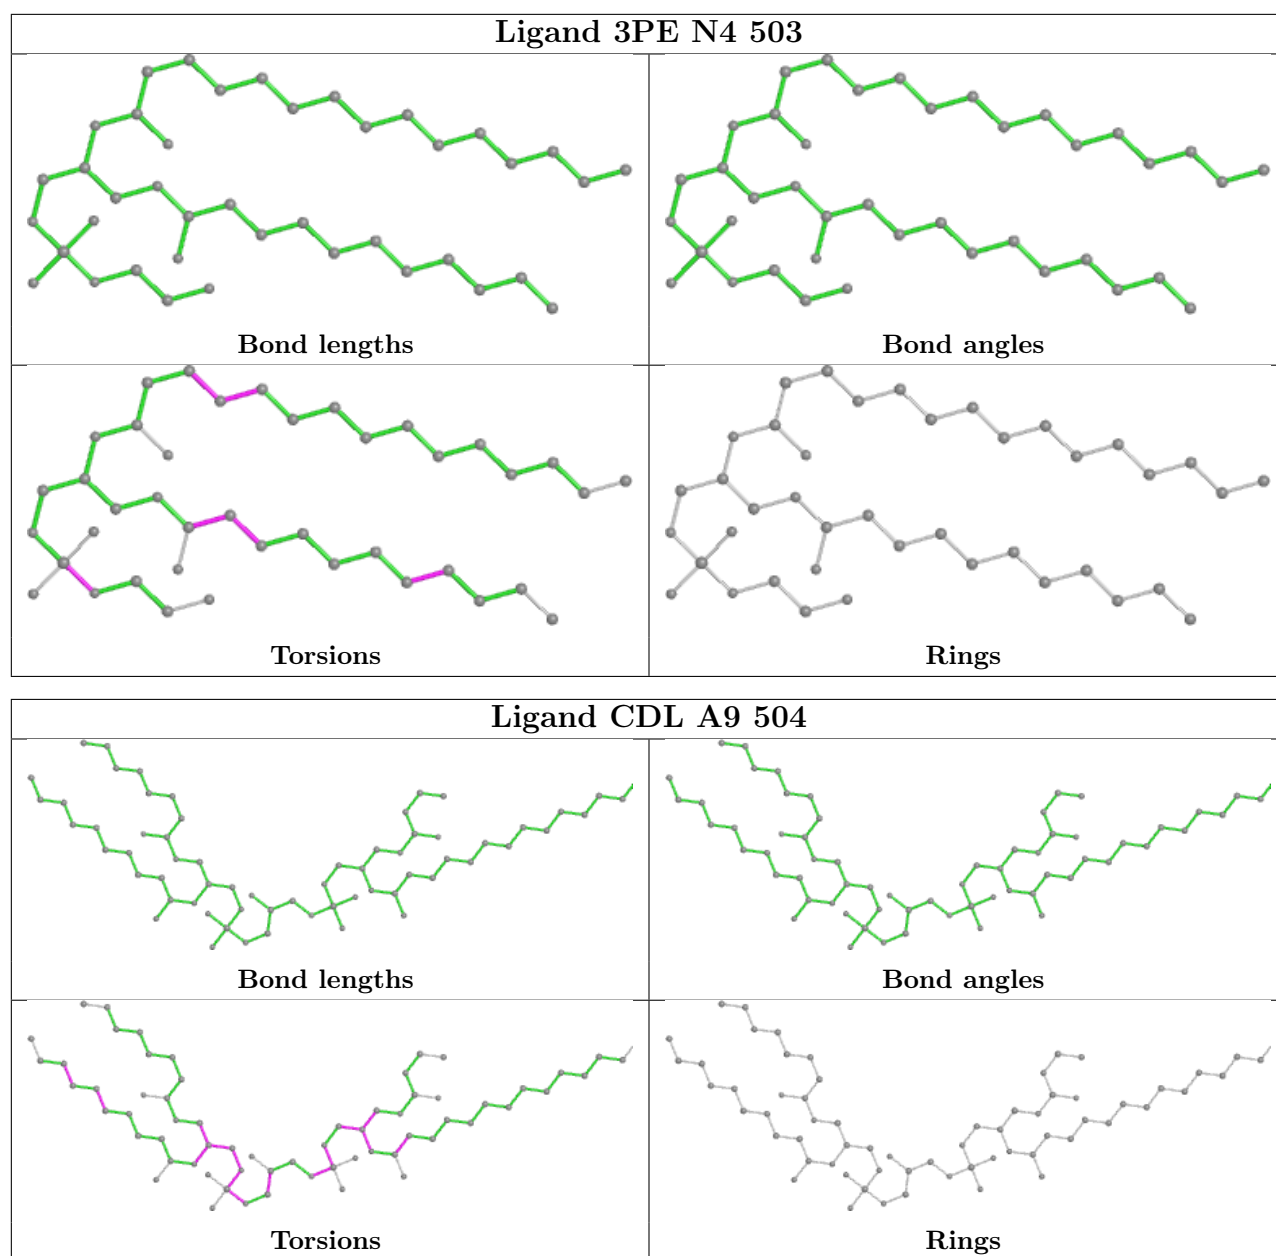 Ligand 3PE N4 503
Bond lengths
Bond angles
Torsions
Rings
Ligand CDL A9 504
Bond lengths
Bond angles
Torsions
Rings